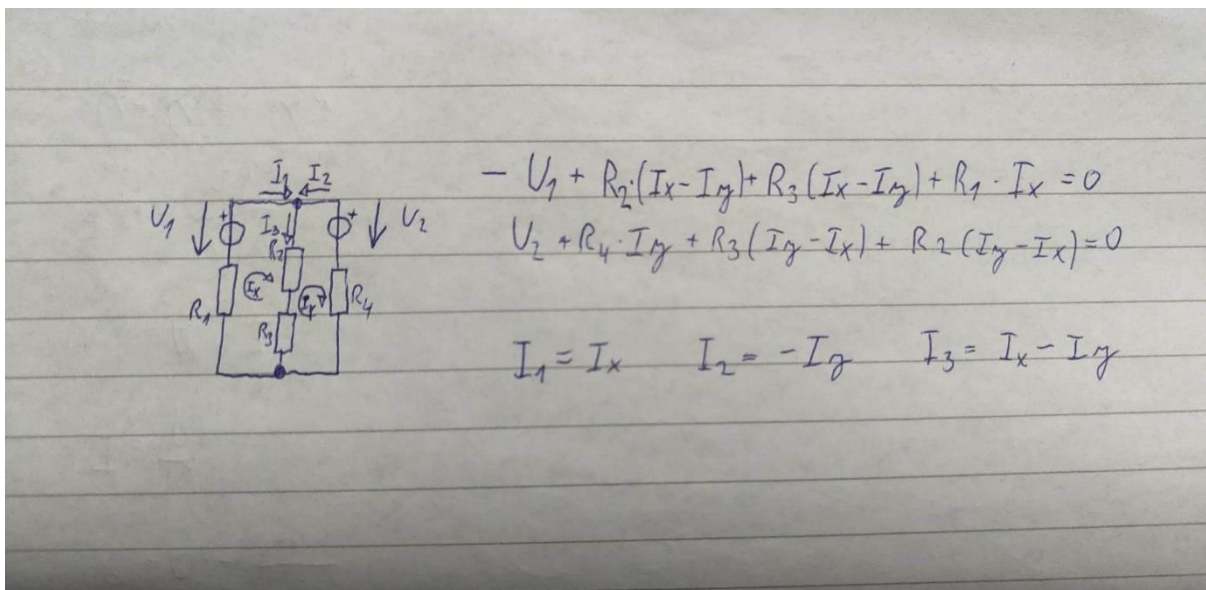 I₁ I₂
U₁ + I₃ + U₂
R₂
R₁ Iₓ Iy R₄
R₃
- U₁ + R₂·(Iₓ-Iy)+R₃(Iₓ-Iy)+R₁·Iₓ=0
U₂+R₄·Iy+R₃(Iy-Iₓ)+R2(Iy-Iₓ)=0
I₁=Iₓ I₂=-Iy I₃=Iₓ-Iy